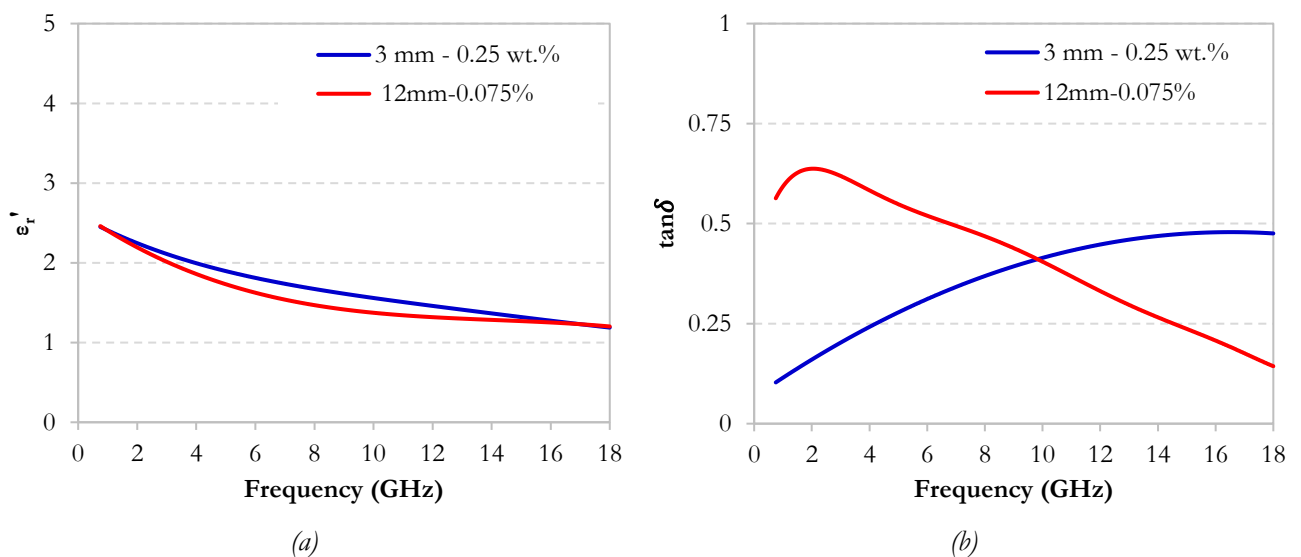 5
4
3
2
1
0
εr'
3 mm - 0.25 wt.%
12mm-0.075%
0 2 4 6 8 10 12 14 16 18
Frequency (GHz)
(a)
1
0.75
0.5
0.25
0
tanδ
3 mm - 0.25 wt.%
12mm-0.075%
0 2 4 6 8 10 12 14 16 18
Frequency (GHz)
(b)